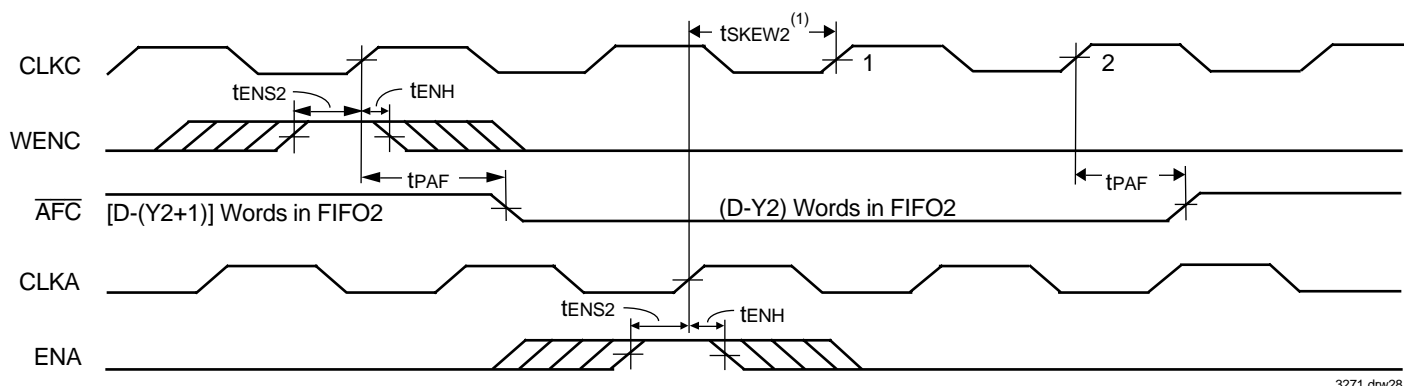 tSKEW2(1)
CLKC
1
2
tENS2
tENH
WENC
tPAF
tPAF
AFC
[D-(Y2+1)] Words in FIFO2
(D-Y2) Words in FIFO2
CLKA
tENS2
tENH
ENA
3271 drw28